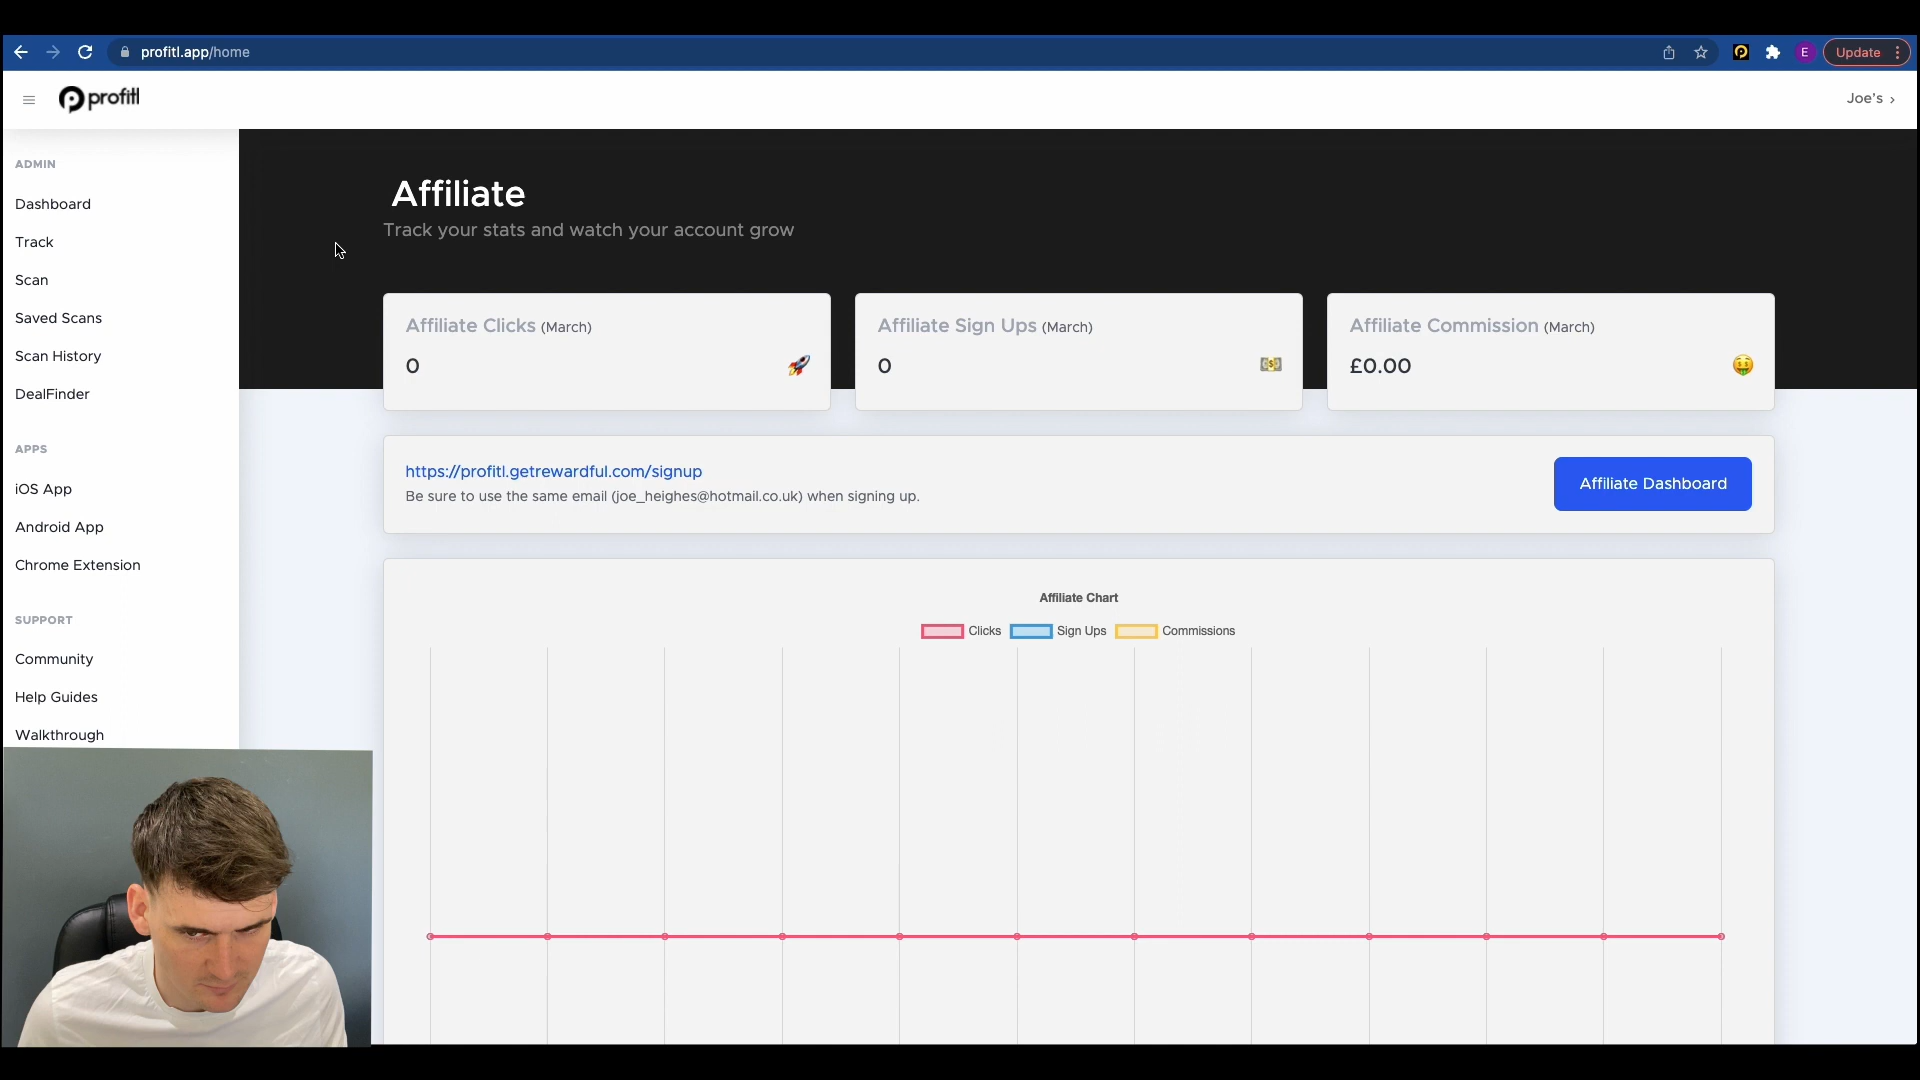 profitl.app/home
E
Update
profitl
Joe's
ADMIN
Dashboard
Track
Scan
Saved Scans
Scan History
DealFinder
APPS
iOS App
Android App
Chrome Extension
SUPPORT
Community
Help Guides
Walkthrough
Affiliate
Track your stats and watch your account grow
Affiliate Clicks (March)
0
Affiliate Sign Ups (March)
0
Affiliate Commission (March)
£0.00
https://profitl.getrewardful.com/signup
Be sure to use the same email (joe_heighes@hotmail.co.uk) when signing up.
Affiliate Dashboard
Affiliate Chart
Clicks
Sign Ups
Commissions